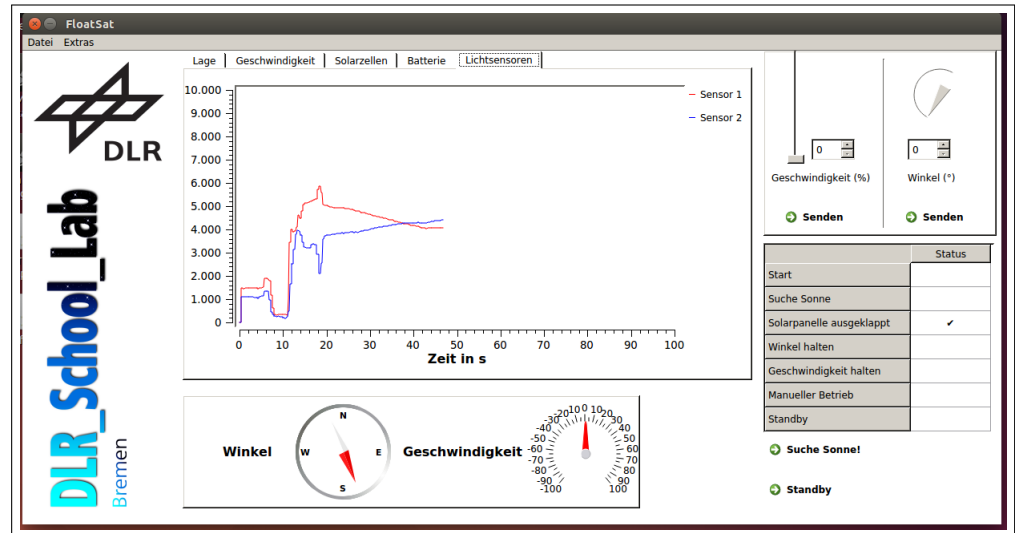 FloatSat
Datei Extras
DLR
DLR_School_Lab
Bremen
Lage Geschwindigkeit Solarzellen Batterie Lichtsensoren
10.000
9.000
8.000
7.000
6.000
5.000
4.000
3.000
2.000
1.000
0
Sensor 1
Sensor 2
0 10 20 30 40 50 60 70 80 90 100
Zeit in s
Winkel
N
W E
S
Geschwindigkeit
-100 -90 -80 -70 -60 -50 -40 -30 -20 10 0 10 20 30 40 50 60 70 80 90 100
0 0
Geschwindigkeit (%) Winkel (°)
Senden Senden
Status
Start
Suche Sonne
Solarpanelle ausgeklappt ✔
Winkel halten
Geschwindigkeit halten
Manueller Betrieb
Standby
Suche Sonne!
Standby